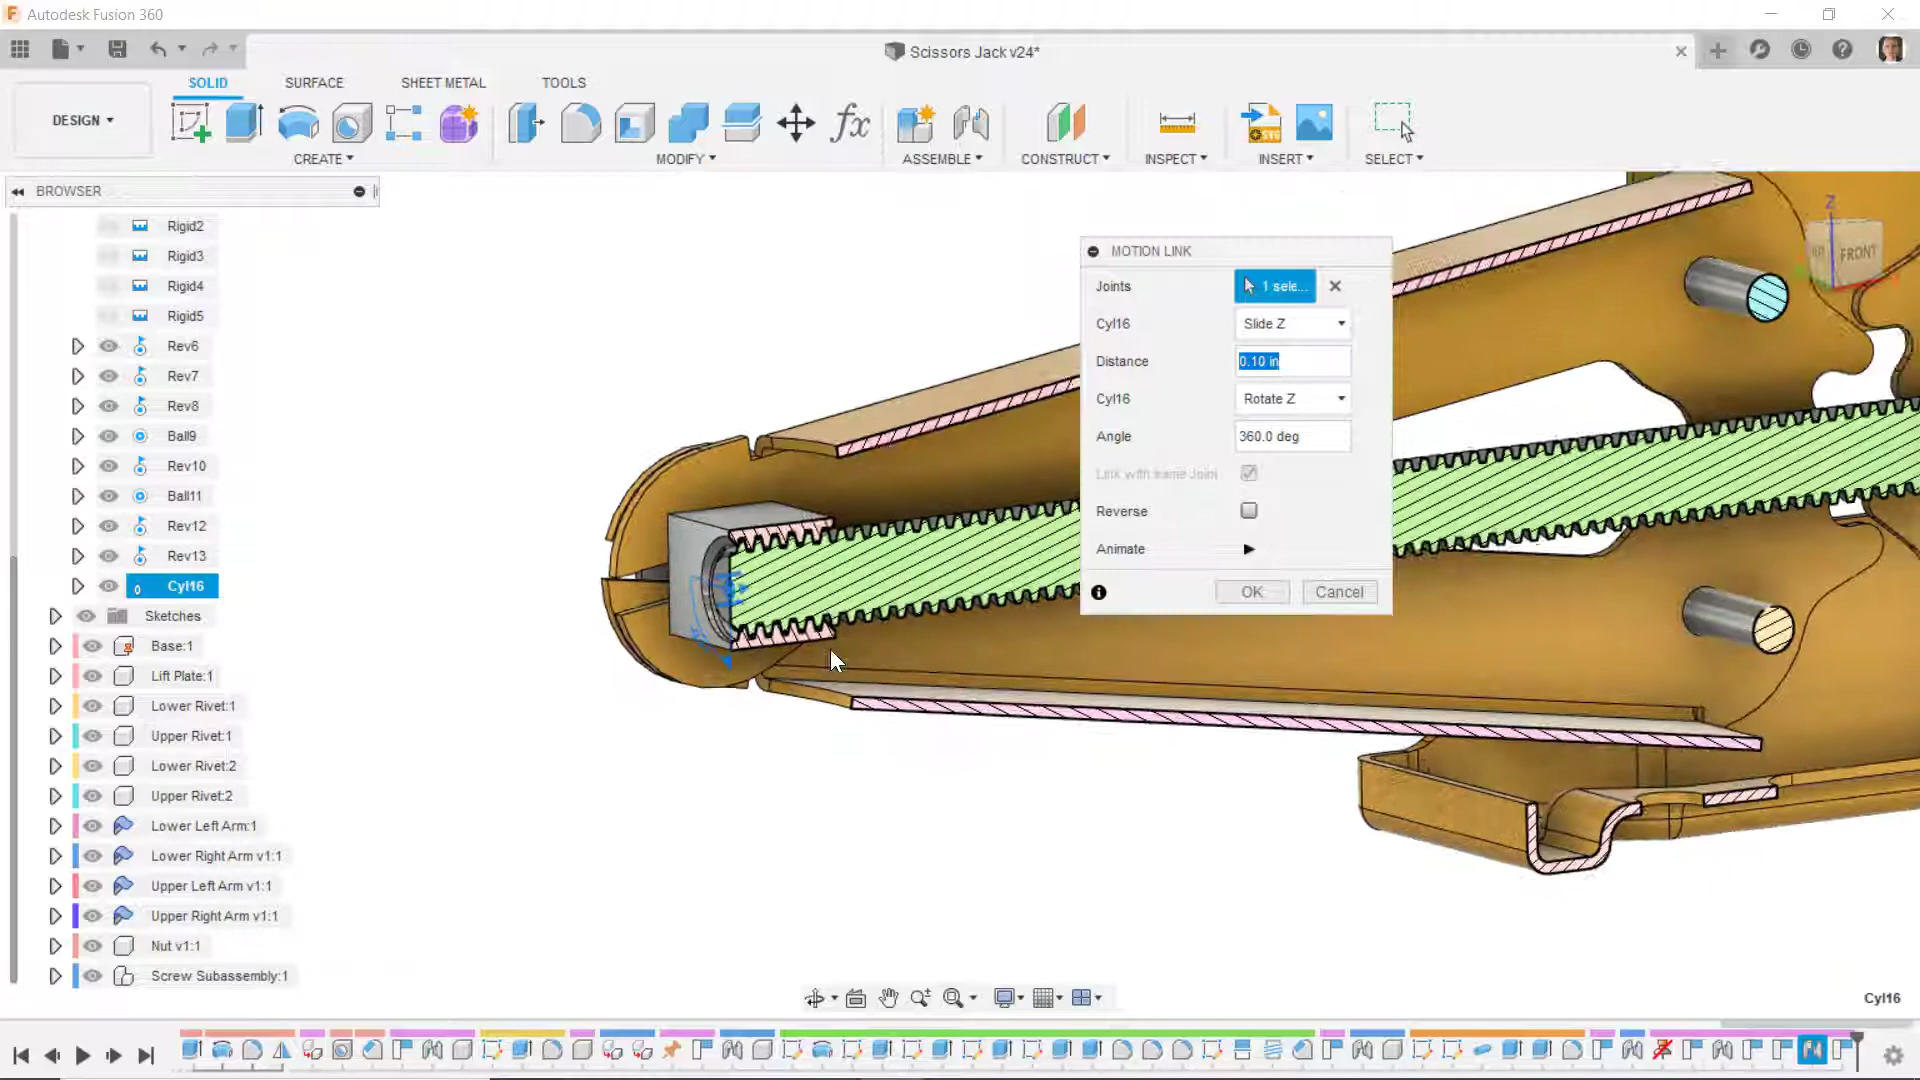 Autodesk Fusion 360
Scissors Jack v24*
SOLID
SURFACE
SHEET METAL
TOOLS
DESIGN
CREATE
MODIFY
ASSEMBLE
CONSTRUCT
INSPECT
INSERT
SELECT
BROWSER
Rigid2
Rigid3
Rigid4
Rigid5
Rev6
Rev7
Rev8
Ball9
Rev10
Ball11
Rev12
Rev13
Cyl16
Sketches
Base:1
Lift Plate:1
Lower Rivet:1
Upper Rivet:1
Lower Rivet:2
Upper Rivet:2
Lower Left Arm:1
Lower Right Arm v1:1
Upper Left Arm v1:1
Upper Right Arm v1:1
Nut v1:1
Screw Subassembly:1
MOTION LINK
Joints
1 sele...
Cyl16
Slide Z
Distance
0.10 in
Cyl16
Rotate Z
Angle
360.0 deg
Link with same Joint
Reverse
Animate
OK
Cancel
Z
FRONT
Cyl16